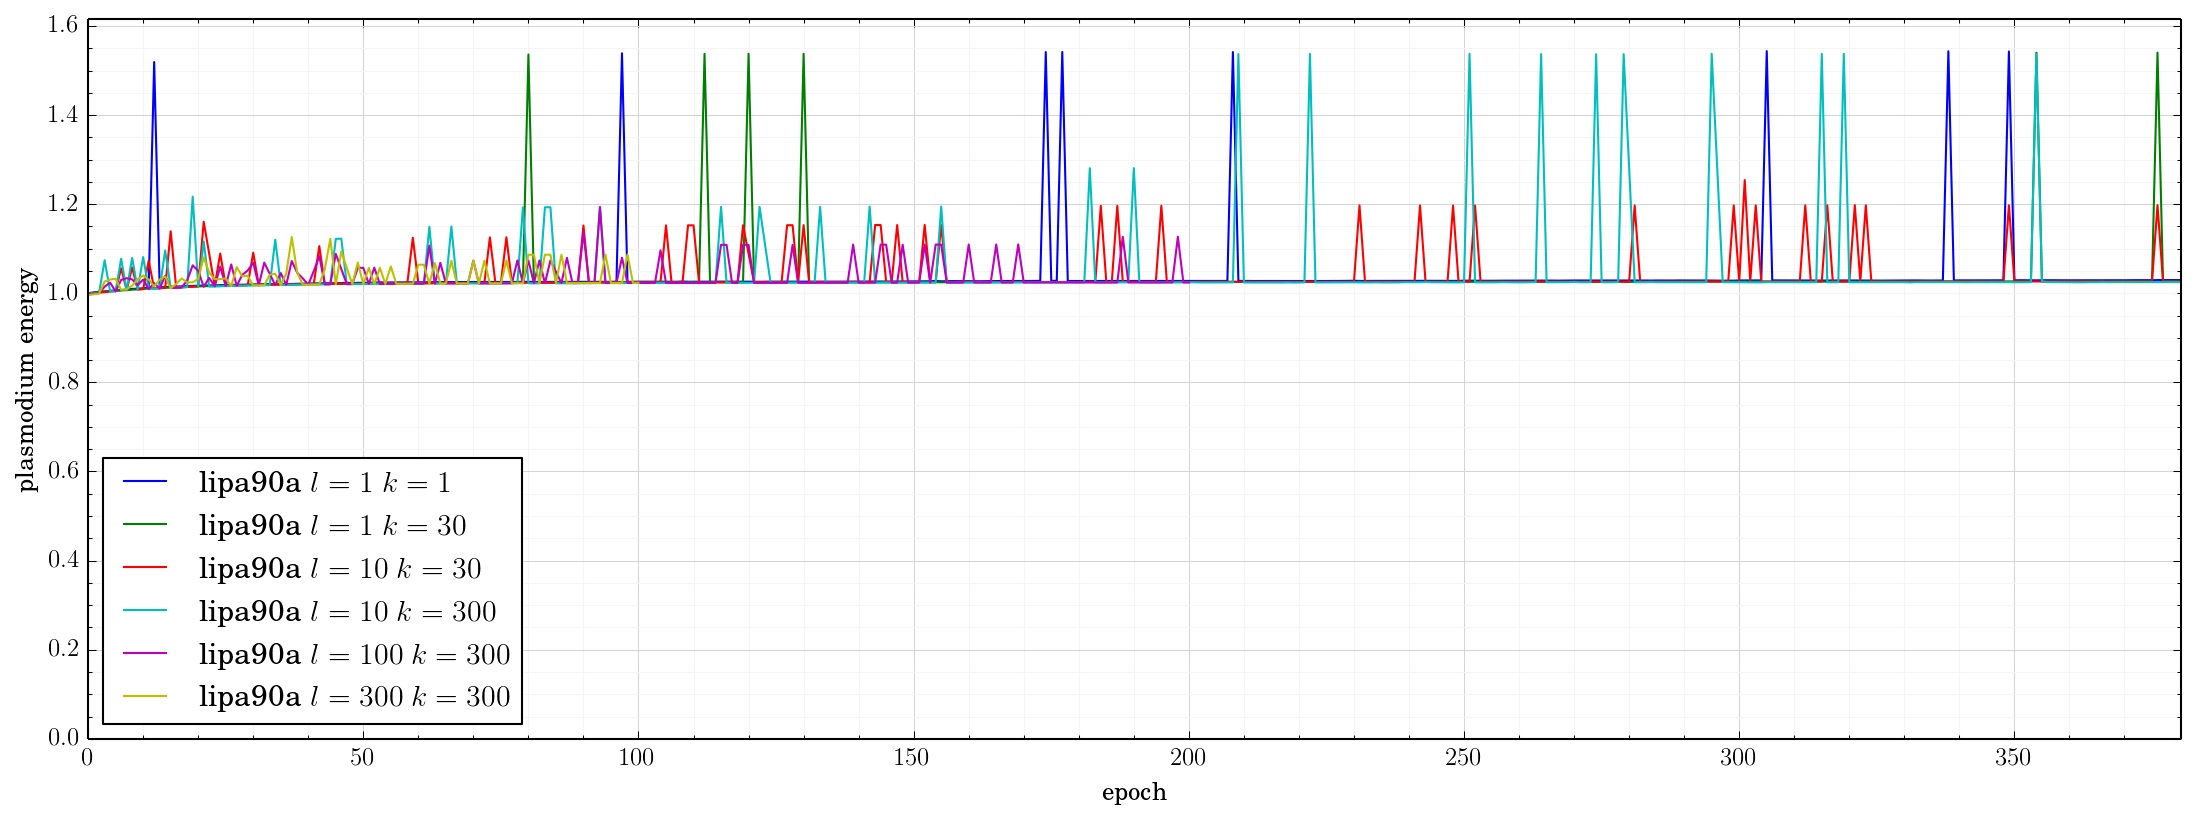 1.6
1.4
1.2
1.0
0.8
0.6
0.4
0.2
0.0
plasmodium energy
lipa90a l = 1 k = 1
lipa90a l = 1 k = 30
lipa90a l = 10 k = 30
lipa90a l = 10 k = 300
lipa90a l = 100 k = 300
lipa90a l = 300 k = 300
0 50 100 150 200 250 300 350
epoch